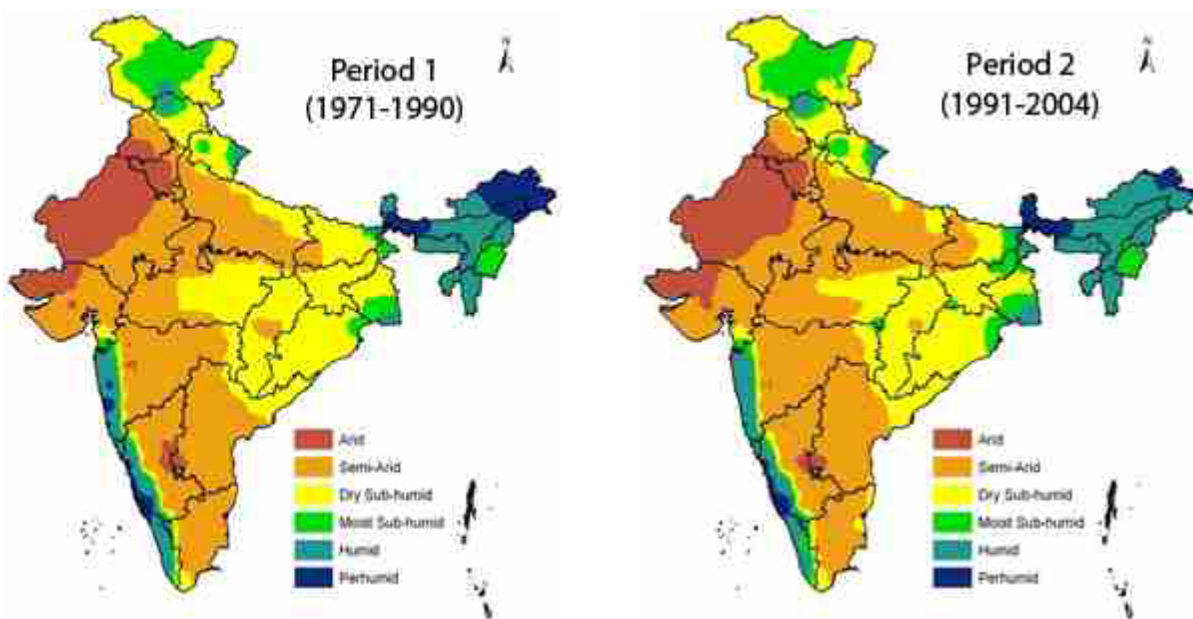 Period 1
(1971-1990)
N
Arid
Semi-Arid
Dry Sub-humid
Moist Sub-humid
Humid
Perhumid
Period 2
(1991-2004)
N
Arid
Semi-Arid
Dry Sub-humid
Moist Sub-humid
Humid
Perhumid